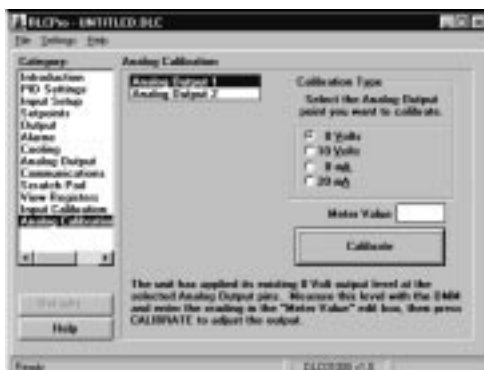 RLCPro - UNTITLED.DLC
File Settings Help
Category
Introduction
PID Settings
Input Setup
Setpoints
Output
Alarms
Cooling
Analog Output
Communications
Scratch Pad
View Registers
Input Calibration
Analog Calibration
Help
Analog Calibration
Analog Output 1
Analog Output 2
Calibration Type
Select the Analog Output
point you want to calibrate.
0 Volts
10 Volts
0 mA
20 mA
Meter Value
Calibrate
The unit has applied its existing 0 Volt output level at the
selected Analog Output pins. Measure this level with the DMM
and enter the reading in the "Meter Value" edit box, then press
CALIBRATE to adjust the output.
Ready